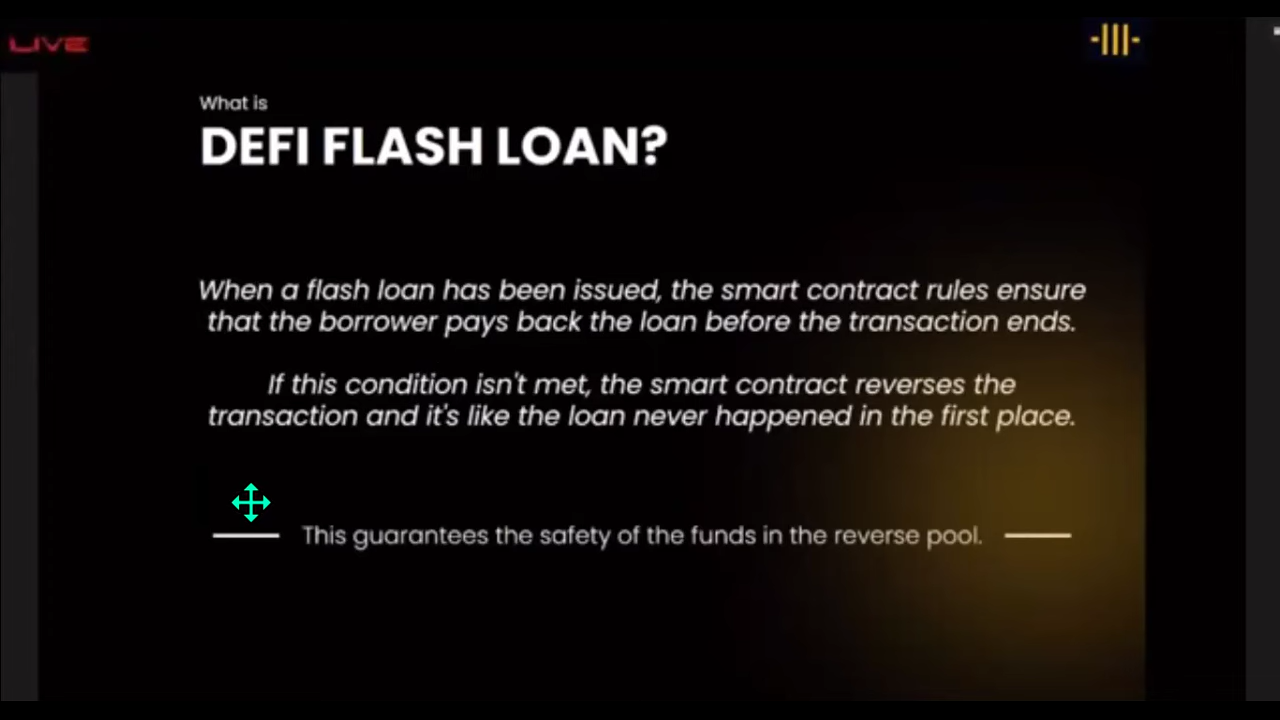 LIVE
What is
DEFI FLASH LOAN?
When a flash loan has been issued, the smart contract rules ensure
that the borrower pays back the loan before the transaction ends.
If this condition isn't met, the smart contract reverses the
transaction and it's like the loan never happened in the first place.
This guarantees the safety of the funds in the reverse pool.